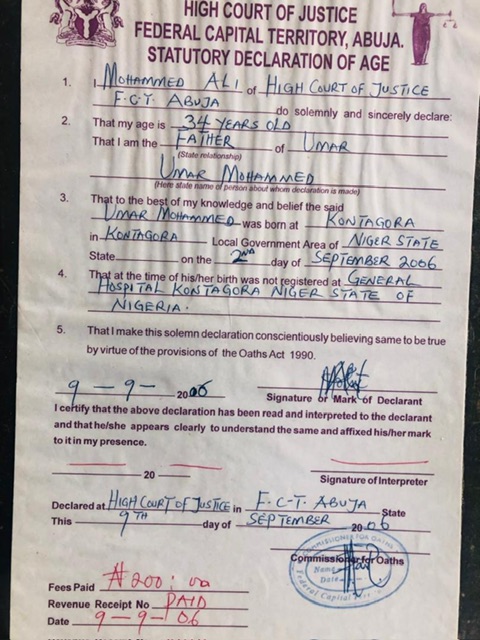 HIGH COURT OF JUSTICE
FEDERAL CAPITAL TERRITORY, ABUJA.
STATUTORY DECLARATION OF AGE
1. I MOHAMMED ALI of HIGH COURT OF JUSTICE
F.C.T. ABUJA do solemnly and sincerely declare:
2. That my age is 34 YEARS OLD
That I am the FATHER of UMAR
(State relationship)
UMAR MOHAMMED
(Here state name of person about whom declaration is made)
3. That to the best of my knowledge and belief the said
UMAR MOHAMMED was born at KONTAGORA
in KONTAGORA Local Government Area of NIGER STATE
State on the 2ND day of SEPTEMBER 2006
4. That at the time of his/her birth was not registered at GENERAL
HOSPITAL KONTAGORA NIGER STATE OF
NIGERIA.
5. That I make this solemn declaration conscientiously believing same to be true
by virtue of the provisions of the Oaths Act 1990.
9 - 9 - 2006
Signature or Mark of Declarant
I certify that the above declaration has been read and interpreted to the declarant
and that he/she appears clearly to understand the same and affixed his/her mark
to it in my presence.
20
Signature of Interpreter
Declared at HIGH COURT OF JUSTICE in F.C.T ABUJA State
This 9TH day of SEPTEMBER 2006
COMMISSIONER FOR OATHS
Commissioner for Oaths
Name
Date
Federal Capital
Fees Paid ₦200:
Revenue Receipt No PAID
Date 9-9-06